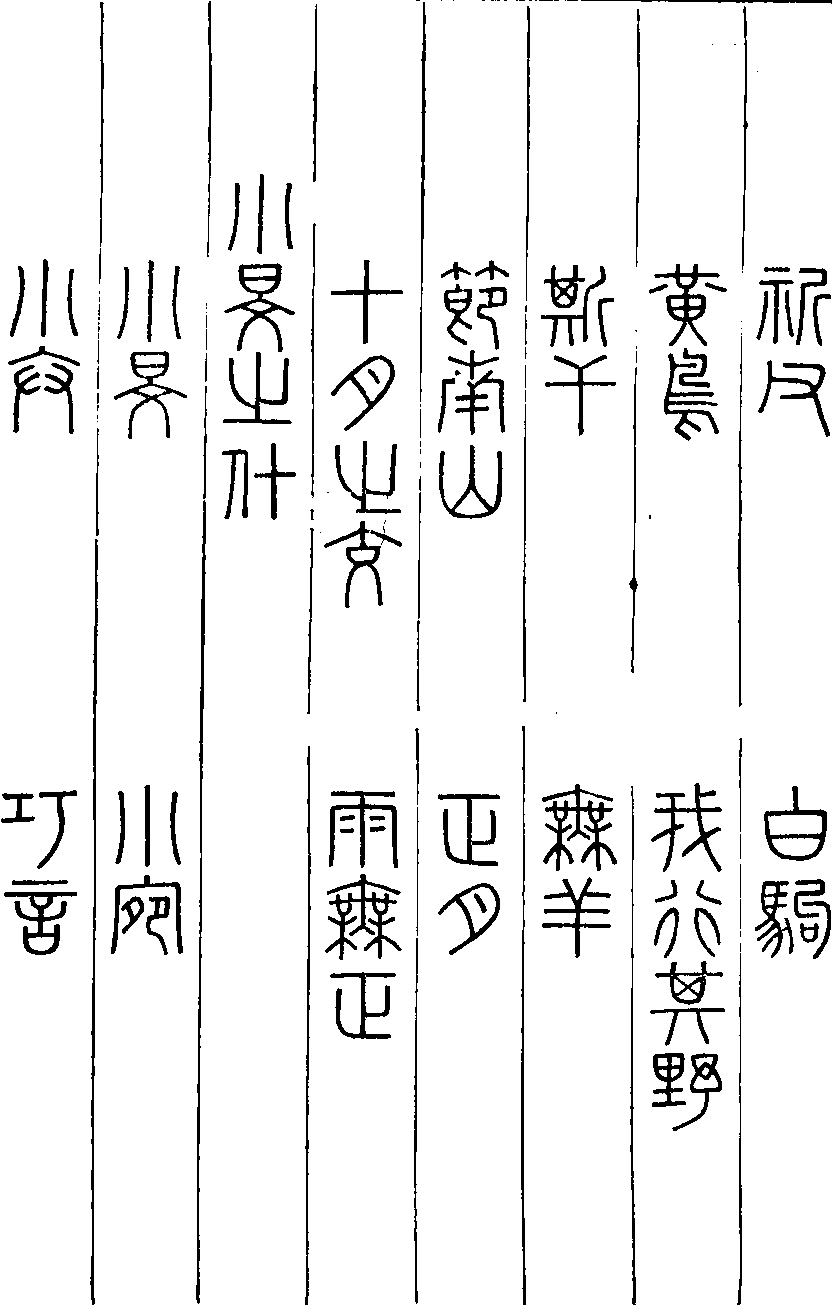 祈父 白駒
黃鳥 我行其野
斯干 無羊
節南山 正月
十月之交 雨無正
小旻之什
小旻 小宛
小弁 巧言